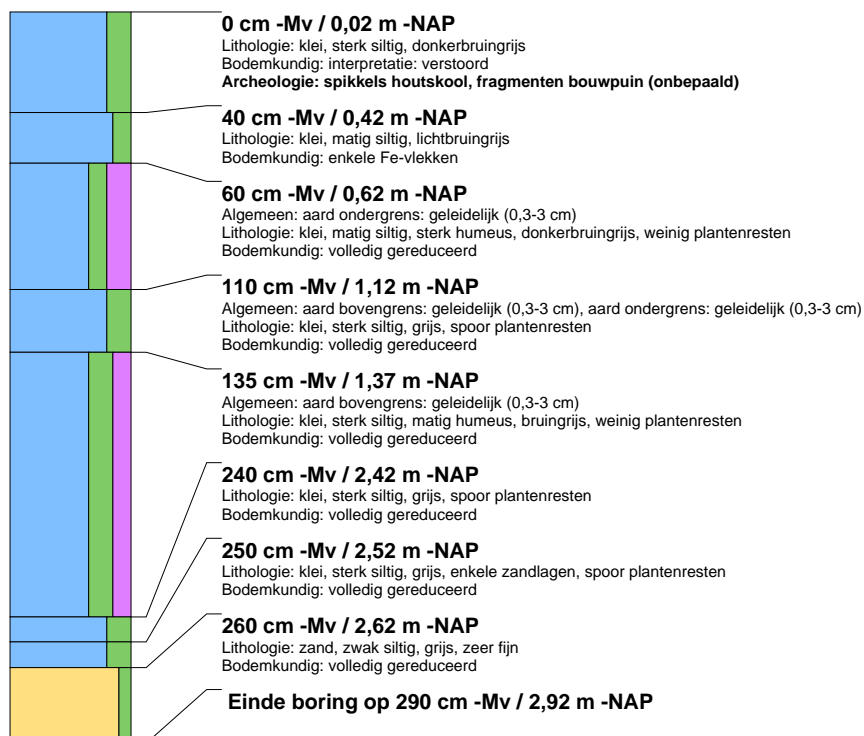 0 cm -Mv / 0,02 m -NAP
Lithologie: klei, sterk siltig, donkerbruingrijs
Bodemkundig: interpretatie: verstoord
Archeologie: spikkels houtskool, fragmenten bouwpuin (onbepaald)
40 cm -Mv / 0,42 m -NAP
Lithologie: klei, matig siltig, lichtbruingrijs
Bodemkundig: enkele Fe-vlekken
60 cm -Mv / 0,62 m -NAP
Algemeen: aard ondergrens: geleidelijk (0,3-3 cm)
Lithologie: klei, matig siltig, sterk humeus, donkerbruingrijs, weinig plantenresten
Bodemkundig: volledig gereduceerd
110 cm -Mv / 1,12 m -NAP
Algemeen: aard bovengrens: geleidelijk (0,3-3 cm), aard ondergrens: geleidelijk (0,3-3 cm)
Lithologie: klei, sterk siltig, grijs, spoor plantenresten
Bodemkundig: volledig gereduceerd
135 cm -Mv / 1,37 m -NAP
Algemeen: aard bovengrens: geleidelijk (0,3-3 cm)
Lithologie: klei, sterk siltig, matig humeus, bruingrijs, weinig plantenresten
Bodemkundig: volledig gereduceerd
240 cm -Mv / 2,42 m -NAP
Lithologie: klei, sterk siltig, grijs, spoor plantenresten
Bodemkundig: volledig gereduceerd
250 cm -Mv / 2,52 m -NAP
Lithologie: klei, sterk siltig, grijs, enkele zandlagen, spoor plantenresten
Bodemkundig: volledig gereduceerd
260 cm -Mv / 2,62 m -NAP
Lithologie: zand, zwak siltig, grijs, zeer fijn
Bodemkundig: volledig gereduceerd
Einde boring op 290 cm -Mv / 2,92 m -NAP